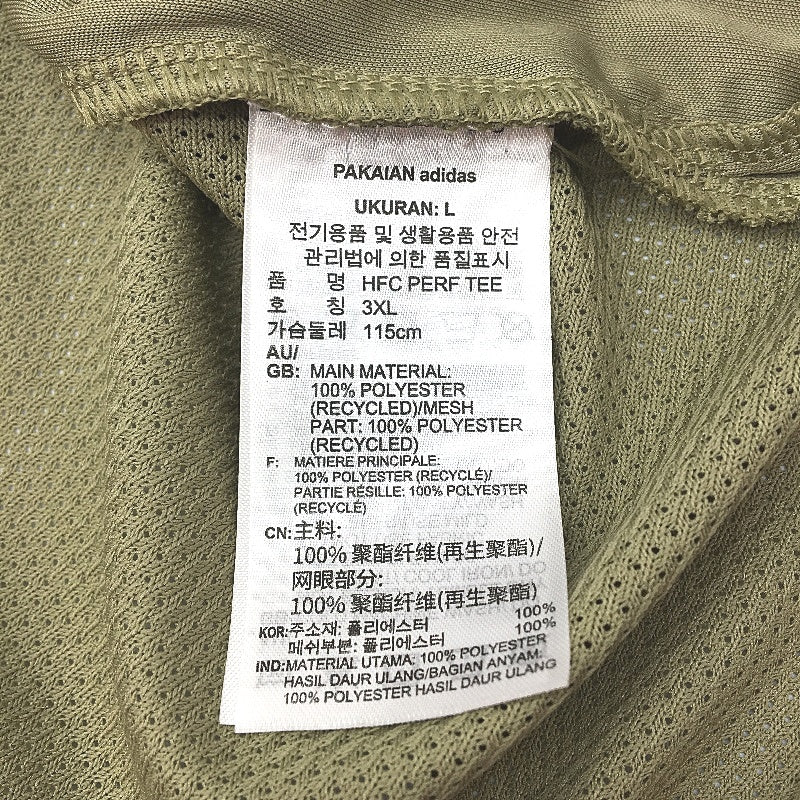 PAKAIAN adidas
UKURAN: L
전기용품 및 생활용품 안전
관리법에 의한 품질표시
품 명 HFC PERF TEE
호 칭 3XL
가슴둘레 115cm
AU/
GB: MAIN MATERIAL:
100% POLYESTER
(RECYCLED)/MESH
PART: 100% POLYESTER
(RECYCLED)
F: MATIERE PRINCIPALE:
100% POLYESTER (RECYCLÉ)/
PARTIE RÉSILLE: 100% POLYESTER
(RECYCLÉ)
CN:主料:
100% 聚酯纤维(再生聚酯)/
网眼部分:
100% 聚酯纤维(再生聚酯)
KOR:주소재: 폴리에스터 100%
메쉬부분: 폴리에스터 100%
IND:MATERIAL UTAMA: 100% POLYESTER
HASIL DAUR ULANG/BAGIAN ANYAM:
100% POLYESTER HASIL DAUR ULANG